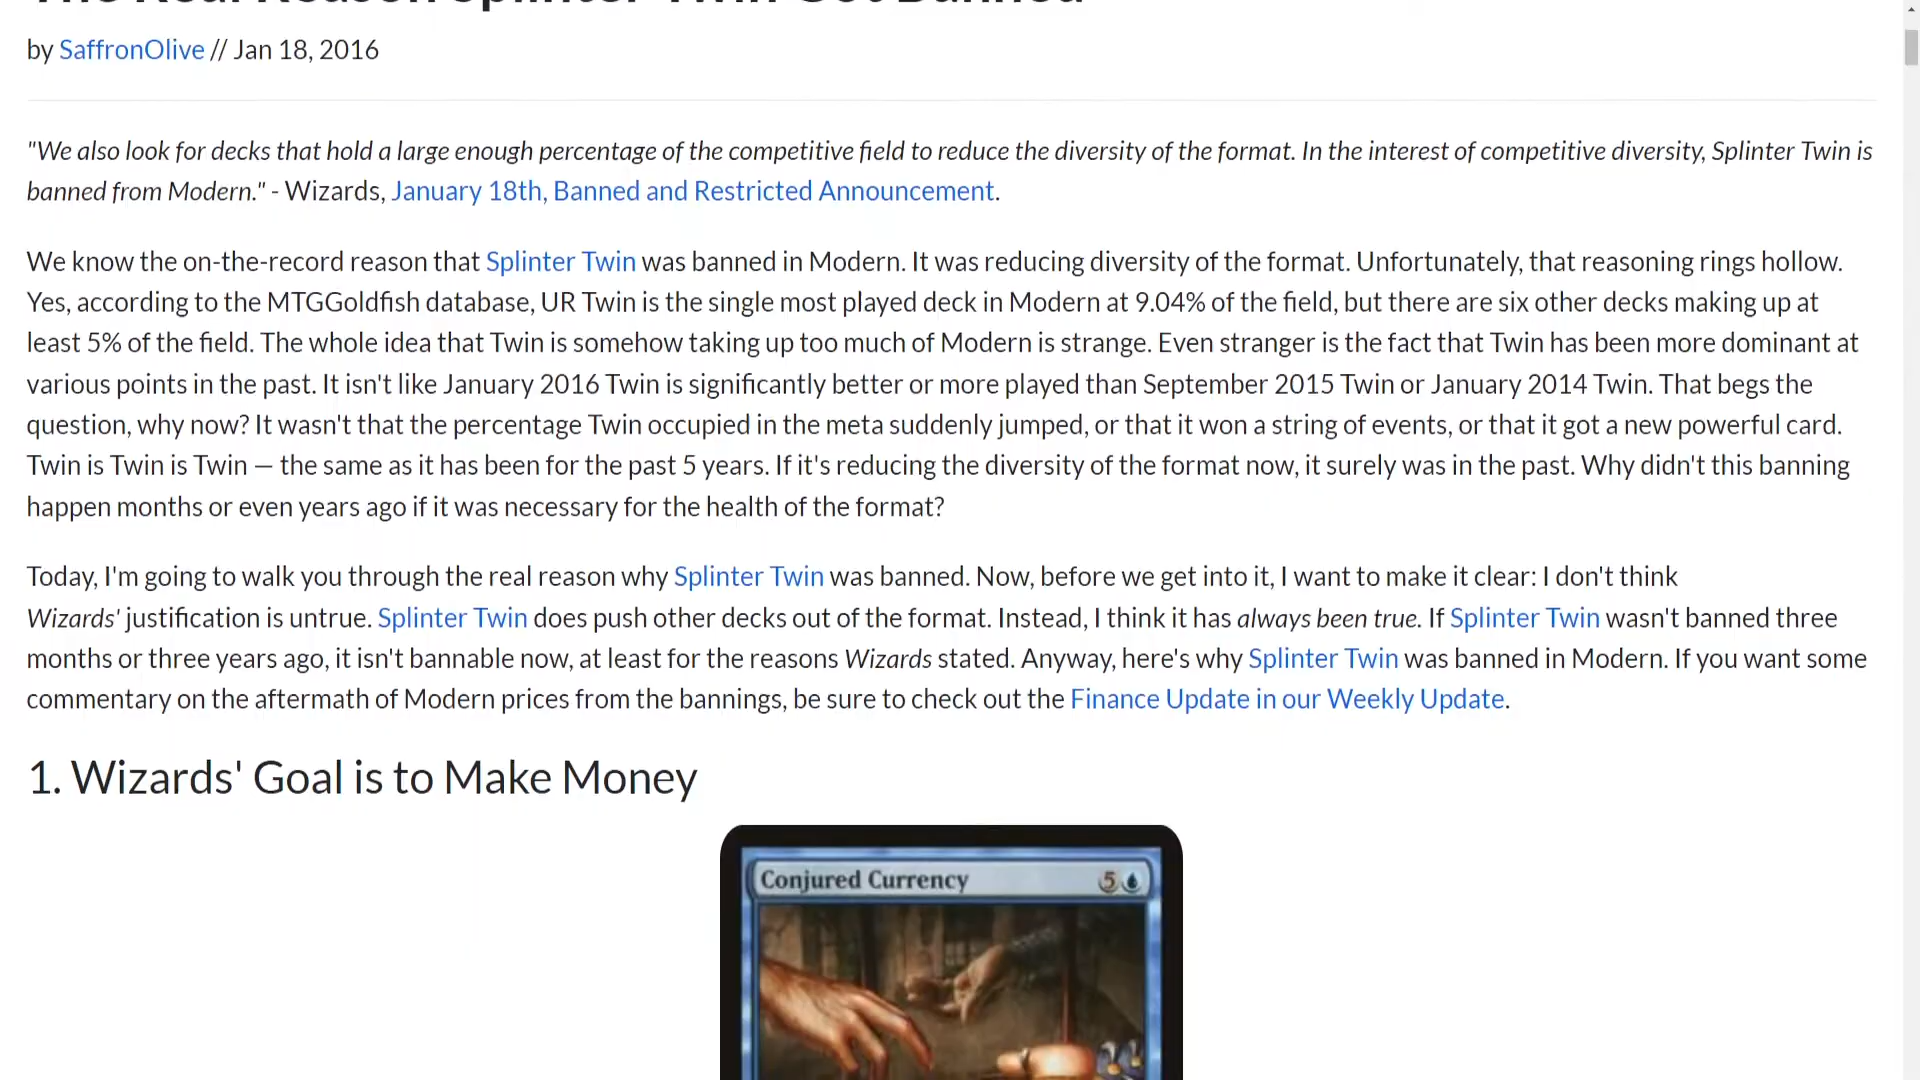 The Real Reason Splinter Twin Got Banned
by SaffronOlive // Jan 18, 2016
"We also look for decks that hold a large enough percentage of the competitive field to reduce the diversity of the format. In the interest of competitive diversity, Splinter Twin is
banned from Modern." - Wizards, January 18th, Banned and Restricted Announcement.
We know the on-the-record reason that Splinter Twin was banned in Modern. It was reducing diversity of the format. Unfortunately, that reasoning rings hollow.
Yes, according to the MTGGoldfish database, UR Twin is the single most played deck in Modern at 9.04% of the field, but there are six other decks making up at
least 5% of the field. The whole idea that Twin is somehow taking up too much of Modern is strange. Even stranger is the fact that Twin has been more dominant at
various points in the past. It isn't like January 2016 Twin is significantly better or more played than September 2015 Twin or January 2014 Twin. That begs the
question, why now? It wasn't that the percentage Twin occupied in the meta suddenly jumped, or that it won a string of events, or that it got a new powerful card.
Twin is Twin is Twin — the same as it has been for the past 5 years. If it's reducing the diversity of the format now, it surely was in the past. Why didn't this banning
happen months or even years ago if it was necessary for the health of the format?
Today, I'm going to walk you through the real reason why Splinter Twin was banned. Now, before we get into it, I want to make it clear: I don't think
Wizards' justification is untrue. Splinter Twin does push other decks out of the format. Instead, I think it has always been true. If Splinter Twin wasn't banned three
months or three years ago, it isn't bannable now, at least for the reasons Wizards stated. Anyway, here's why Splinter Twin was banned in Modern. If you want some
commentary on the aftermath of Modern prices from the bannings, be sure to check out the Finance Update in our Weekly Update.
1. Wizards' Goal is to Make Money
Conjured Currency 5